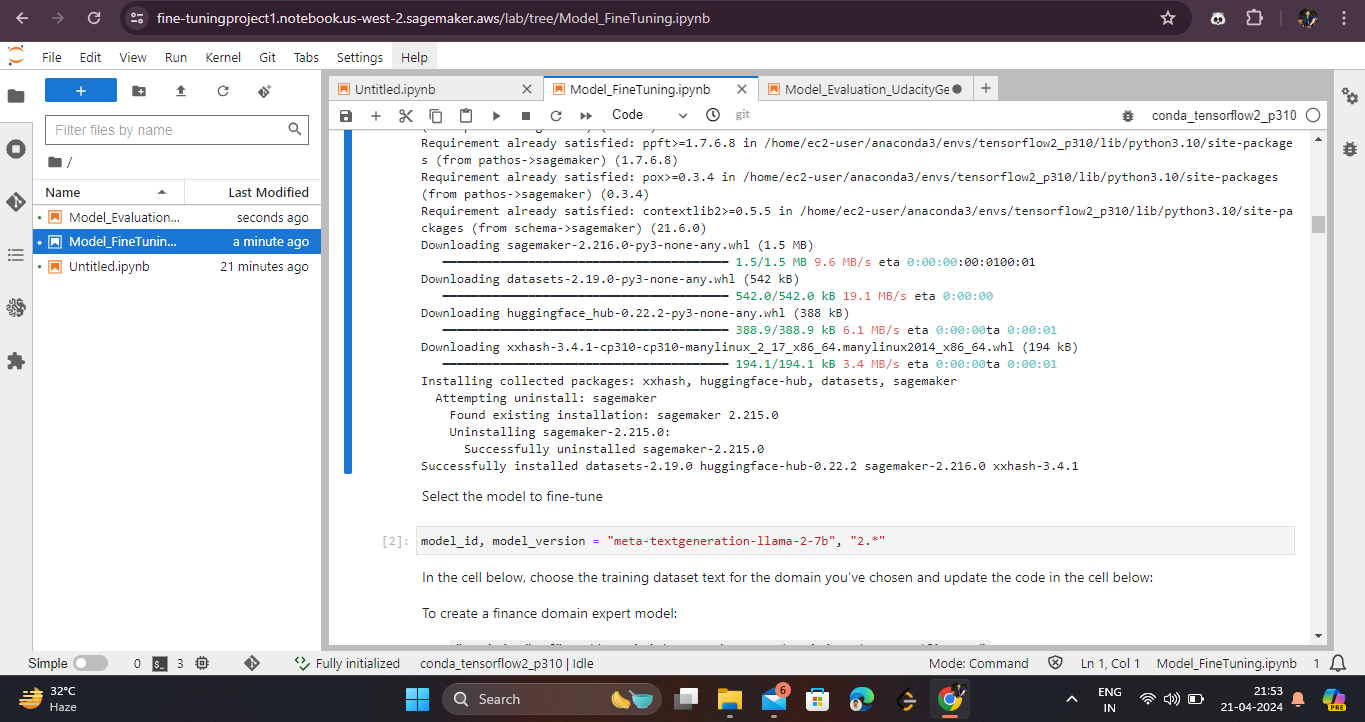 fine-tuningproject1.notebook.us-west-2.sagemaker.aws/lab/tree/Model_FineTuning.ipynb
File Edit View Run Kernel Git Tabs Settings Help
Untitled.ipynb
Model_FineTuning.ipynb
Model_Evaluation_UdacityGe
Code
git
conda_tensorflow2_p310
Filter files by name
/
Name Last Modified
Model_Evaluation... seconds ago
Model_FineTunin... a minute ago
Untitled.ipynb 21 minutes ago
Requirement already satisfied: ppft>=1.7.6.8 in /home/ec2-user/anaconda3/envs/tensorflow2_p310/lib/python3.10/site-package
s (from pathos->sagemaker) (1.7.6.8)
Requirement already satisfied: pox>=0.3.4 in /home/ec2-user/anaconda3/envs/tensorflow2_p310/lib/python3.10/site-packages
(from pathos->sagemaker) (0.3.4)
Requirement already satisfied: contextlib2>=0.5.5 in /home/ec2-user/anaconda3/envs/tensorflow2_p310/lib/python3.10/site-pa
ckages (from schema->sagemaker) (21.6.0)
Downloading sagemaker-2.216.0-py3-none-any.whl (1.5 MB)
1.5/1.5 MB 9.6 MB/s eta 0:00:00:00:0100:01
Downloading datasets-2.19.0-py3-none-any.whl (542 kB)
542.0/542.0 kB 19.1 MB/s eta 0:00:00
Downloading huggingface_hub-0.22.2-py3-none-any.whl (388 kB)
388.9/388.9 kB 6.1 MB/s eta 0:00:00ta 0:00:01
Downloading xxhash-3.4.1-cp310-cp310-manylinux_2_17_x86_64.manylinux2014_x86_64.whl (194 kB)
194.1/194.1 kB 3.4 MB/s eta 0:00:00ta 0:00:01
Installing collected packages: xxhash, huggingface-hub, datasets, sagemaker
Attempting uninstall: sagemaker
Found existing installation: sagemaker 2.215.0
Uninstalling sagemaker-2.215.0:
Successfully uninstalled sagemaker-2.215.0
Successfully installed datasets-2.19.0 huggingface-hub-0.22.2 sagemaker-2.216.0 xxhash-3.4.1
Select the model to fine-tune
[2]: model_id, model_version = "meta-textgeneration-llama-2-7b", "2.*"
In the cell below, choose the training dataset text for the domain you've chosen and update the code in the cell below:
To create a finance domain expert model:
Simple 0 3 Fully initialized conda_tensorflow2_p310 | Idle Mode: Command Ln 1, Col 1 Model_FineTuning.ipynb 1
32°C
Haze
Search
6
ENG
IN
21:53
21-04-2024
PRE